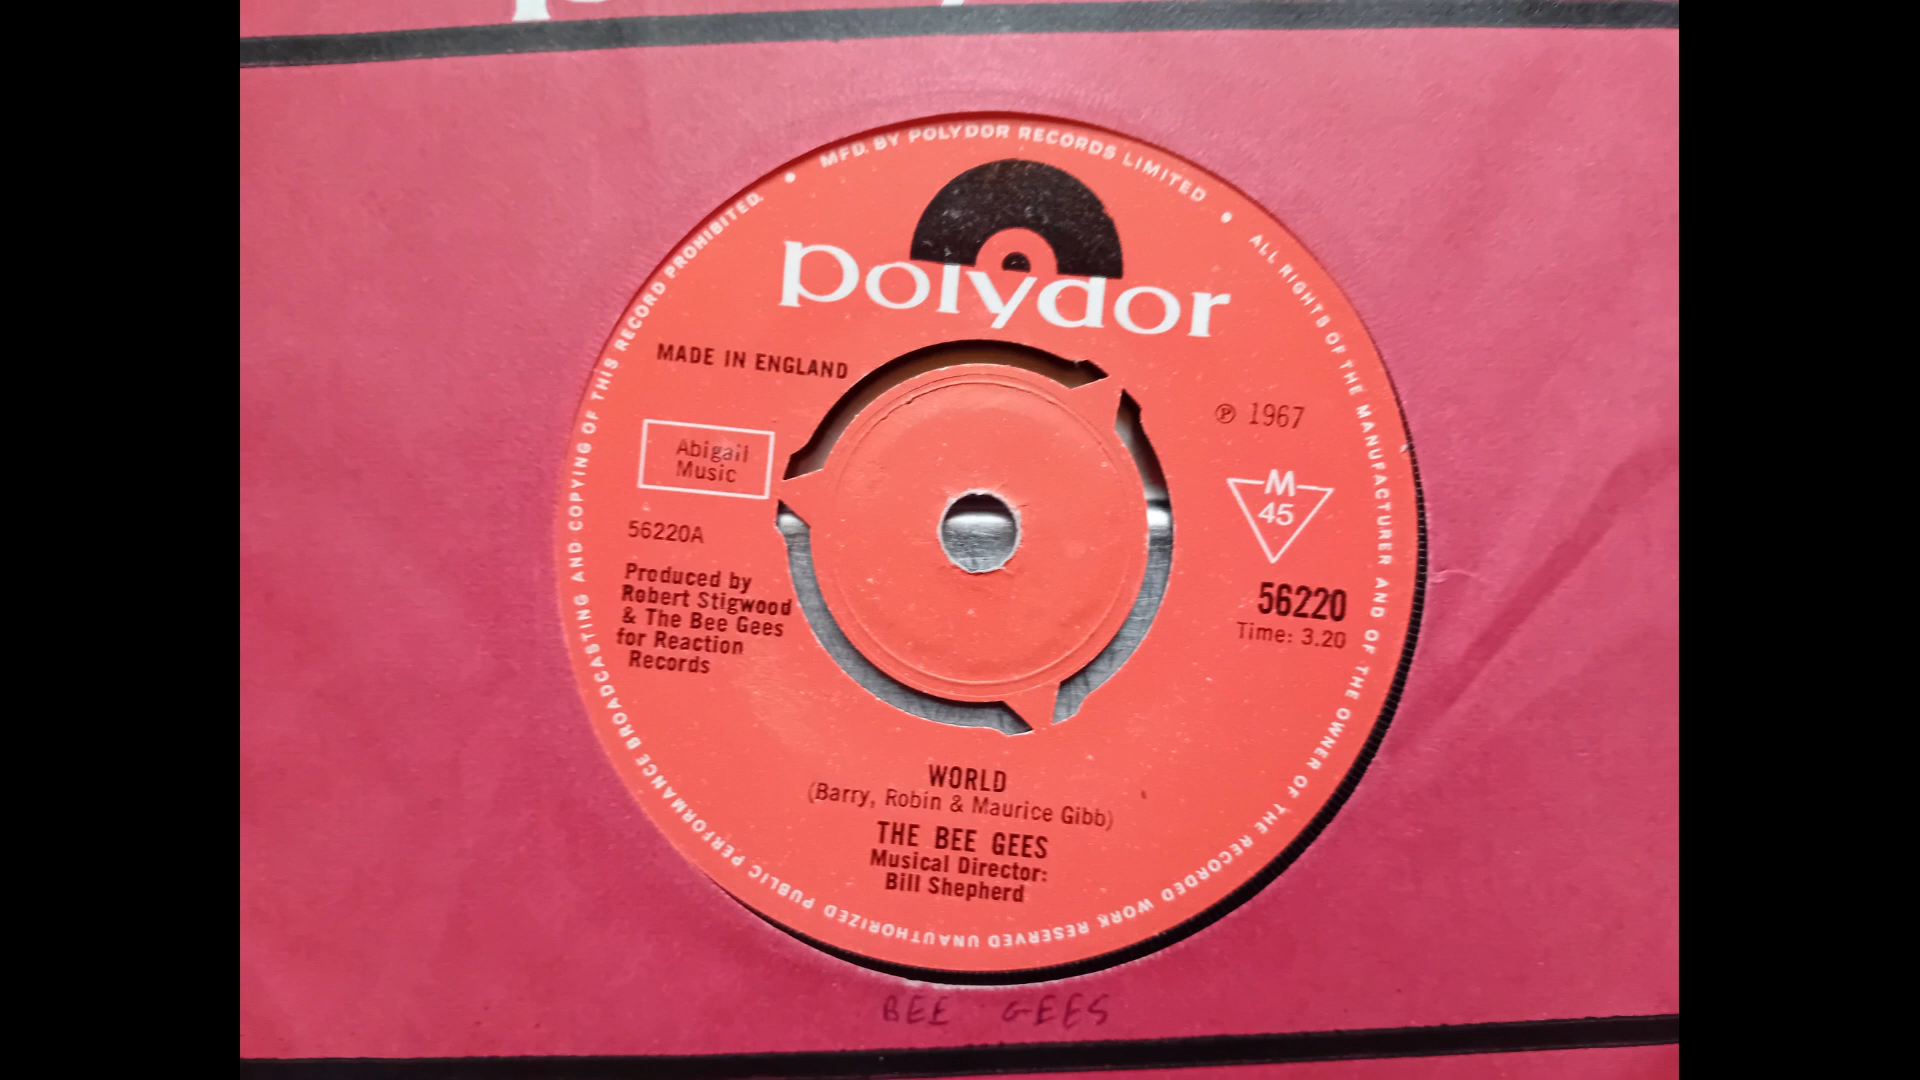 MFD. BY POLYDOR RECORDS LIMITED • ALL RIGHTS OF THE MANUFACTURER AND OF THE OWNER OF THE RECORDED WORK RESERVED UNAUTHORIZED PUBLIC PERFORMANCE BROADCASTING AND COPYING OF THIS RECORD PROHIBITED. •
polydor
MADE IN ENGLAND
℗ 1967
Abigail
Music
M
45
56220A
56220
Time: 3.20
Produced by
Robert Stigwood
& The Bee Gees
for Reaction
Records
WORLD
(Barry, Robin & Maurice Gibb)
THE BEE GEES
Musical Director:
Bill Shepherd
BEE GEES